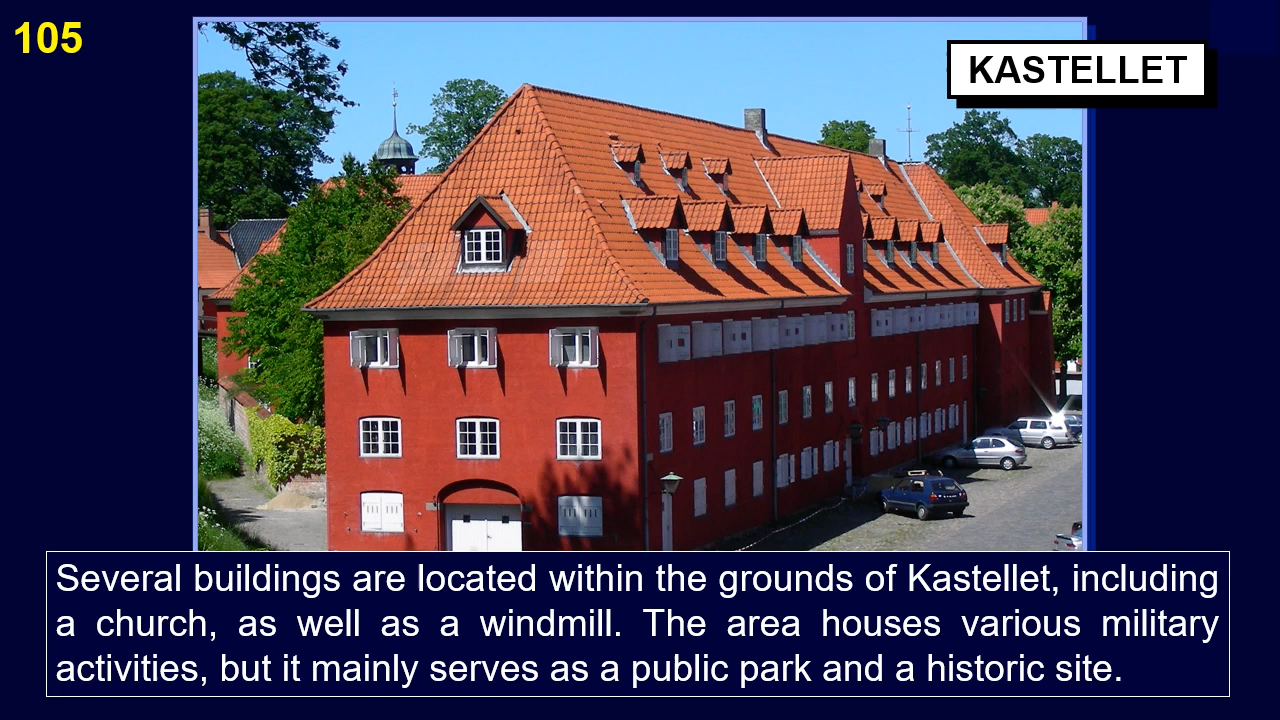 105
KASTELLET
Several buildings are located within the grounds of Kastellet, including
a church, as well as a windmill. The area houses various military
activities, but it mainly serves as a public park and a historic site.